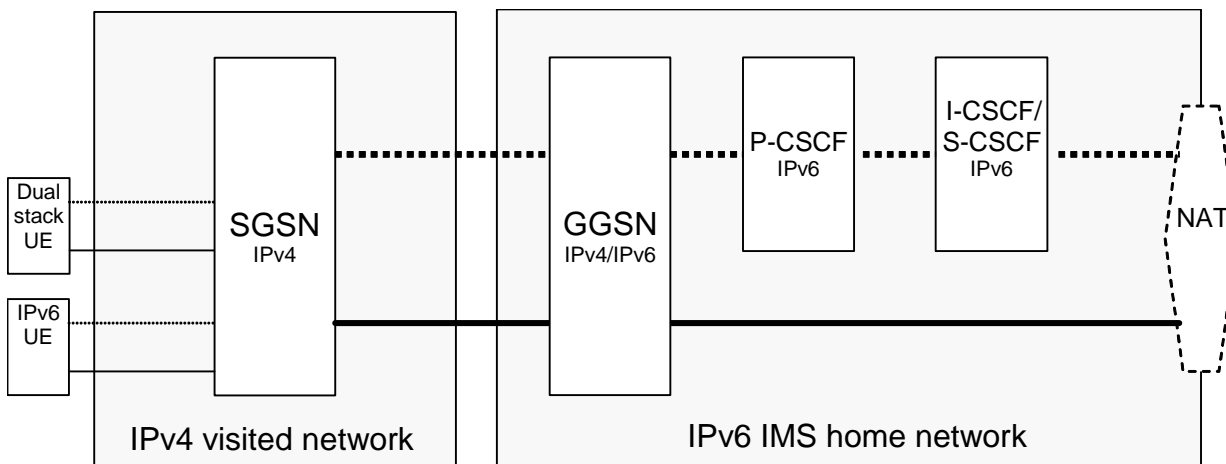 Dual
stack
UE
IPv6
UE
SGSN
IPv4
IPv4 visited network
GGSN
IPv4/IPv6
P-CSCF
IPv6
I-CSCF/
S-CSCF
IPv6
NAT
IPv6 IMS home network